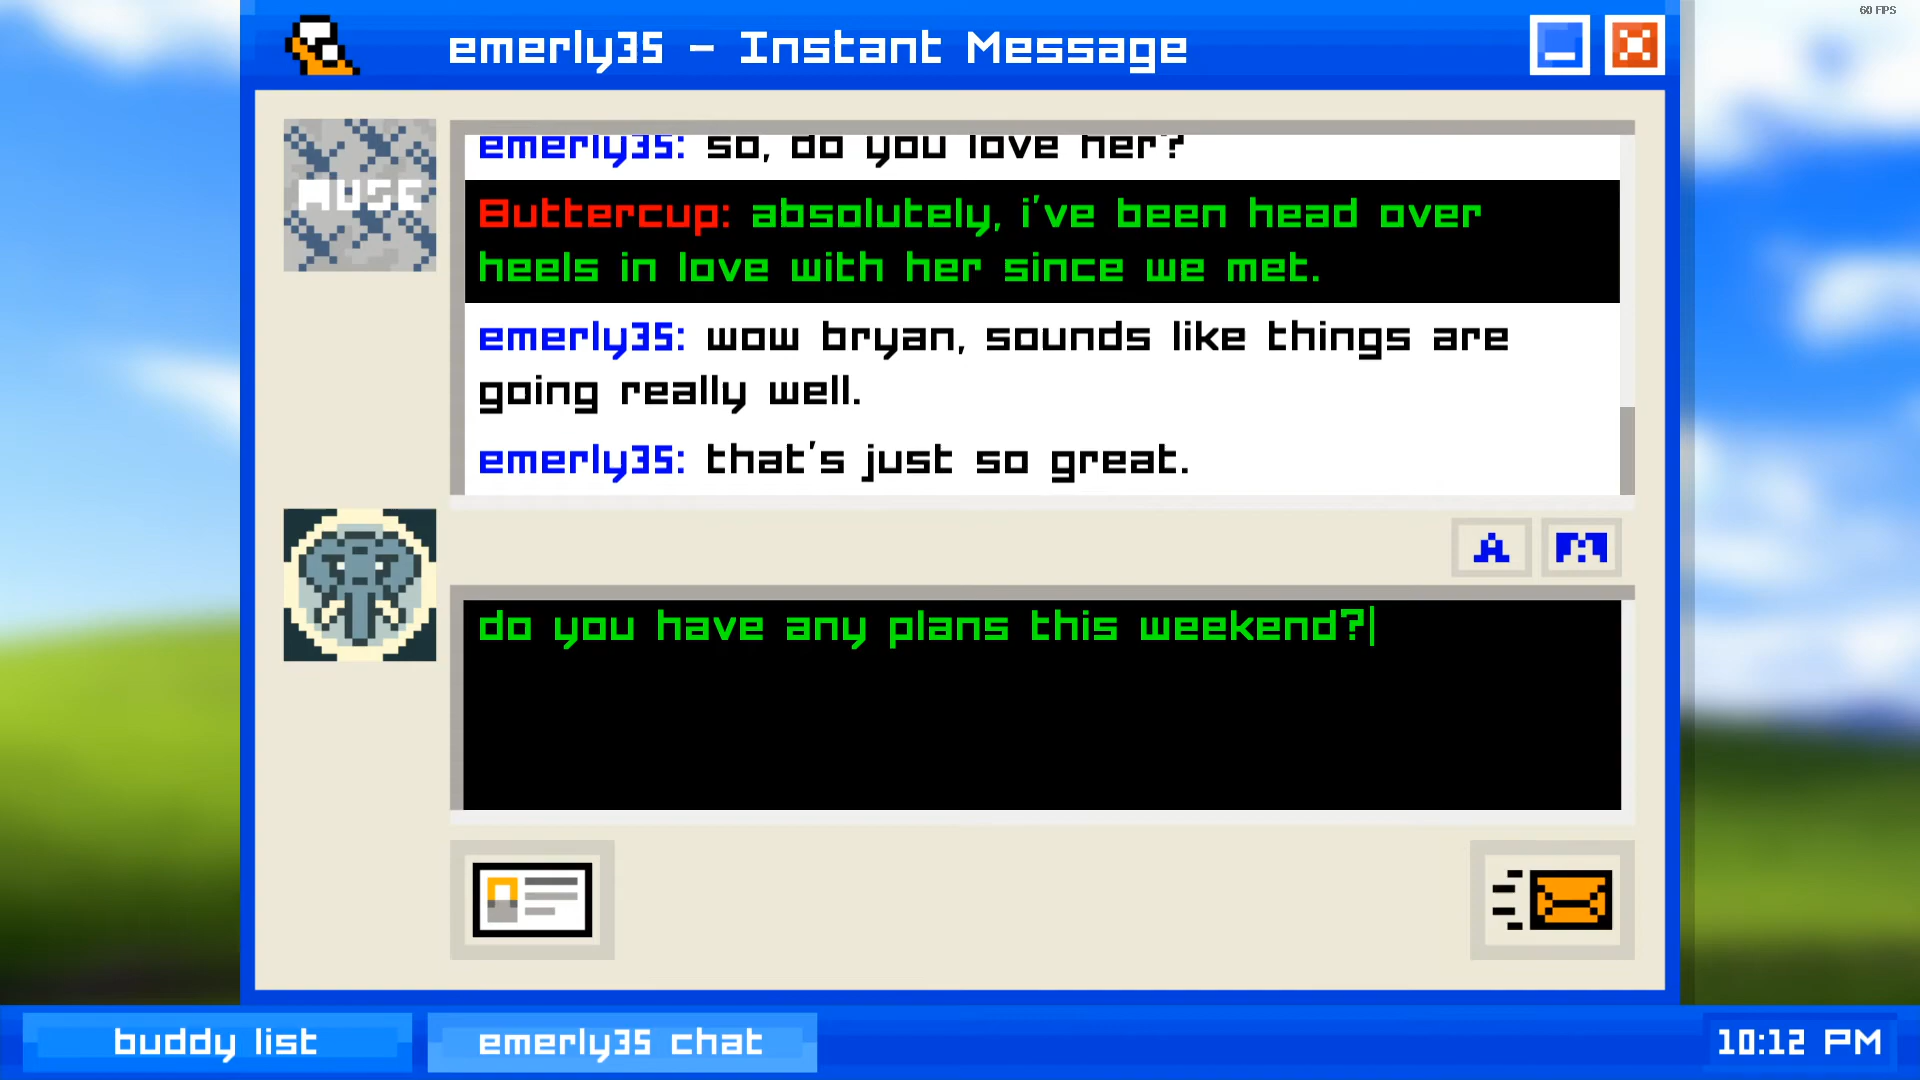 60 FPS
emerly35 - Instant Message
emerly35: so, do you love her?
MUSE
Buttercup: absolutely, i've been head over
heels in love with her since we met.
emerly35: wow bryan, sounds like things are
going really well.
emerly35: that's just so great.
A
do you have any plans this weekend?
buddy list
emerly35 chat
10:12 PM